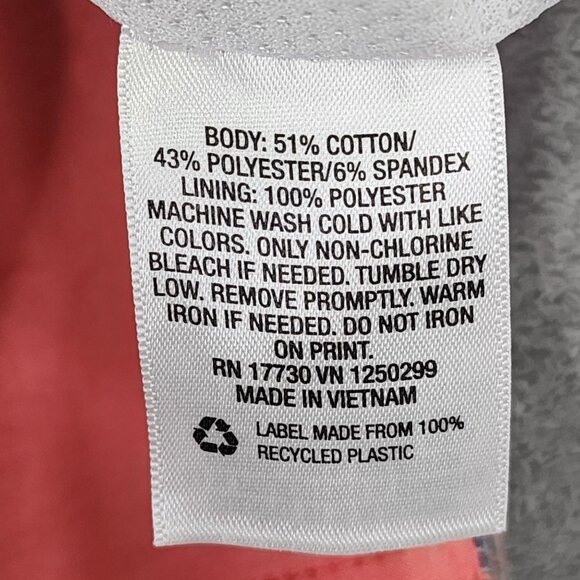 BODY: 51% COTTON/
43% POLYESTER/6% SPANDEX
LINING: 100% POLYESTER
MACHINE WASH COLD WITH LIKE
COLORS. ONLY NON-CHLORINE
BLEACH IF NEEDED. TUMBLE DRY
LOW. REMOVE PROMPTLY. WARM
IRON IF NEEDED. DO NOT IRON
ON PRINT.
RN 17730 VN 1250299
MADE IN VIETNAM
LABEL MADE FROM 100%
RECYCLED PLASTIC